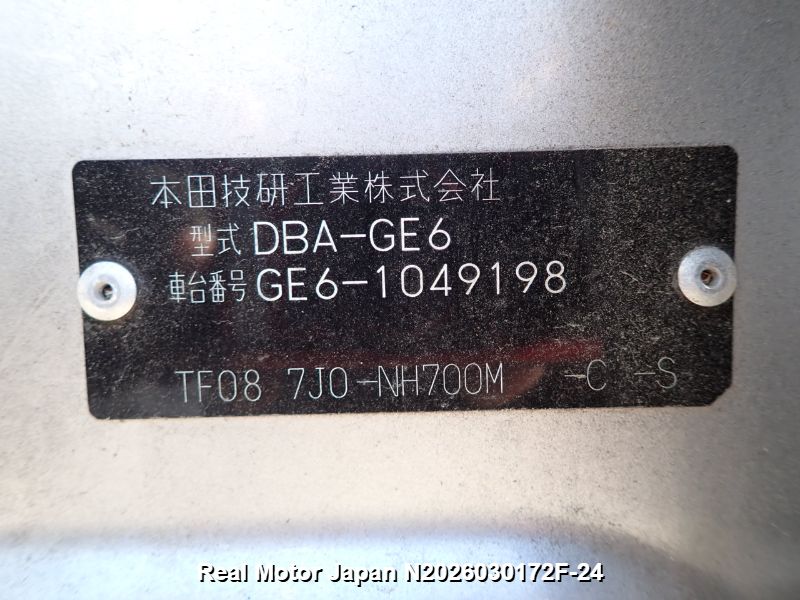 本田技研工業株式会社
型式 DBA-GE6
車台番号 GE6-1049198
TF08 7J0-NH700M -C -S
Real Motor Japan N2026030172F-24